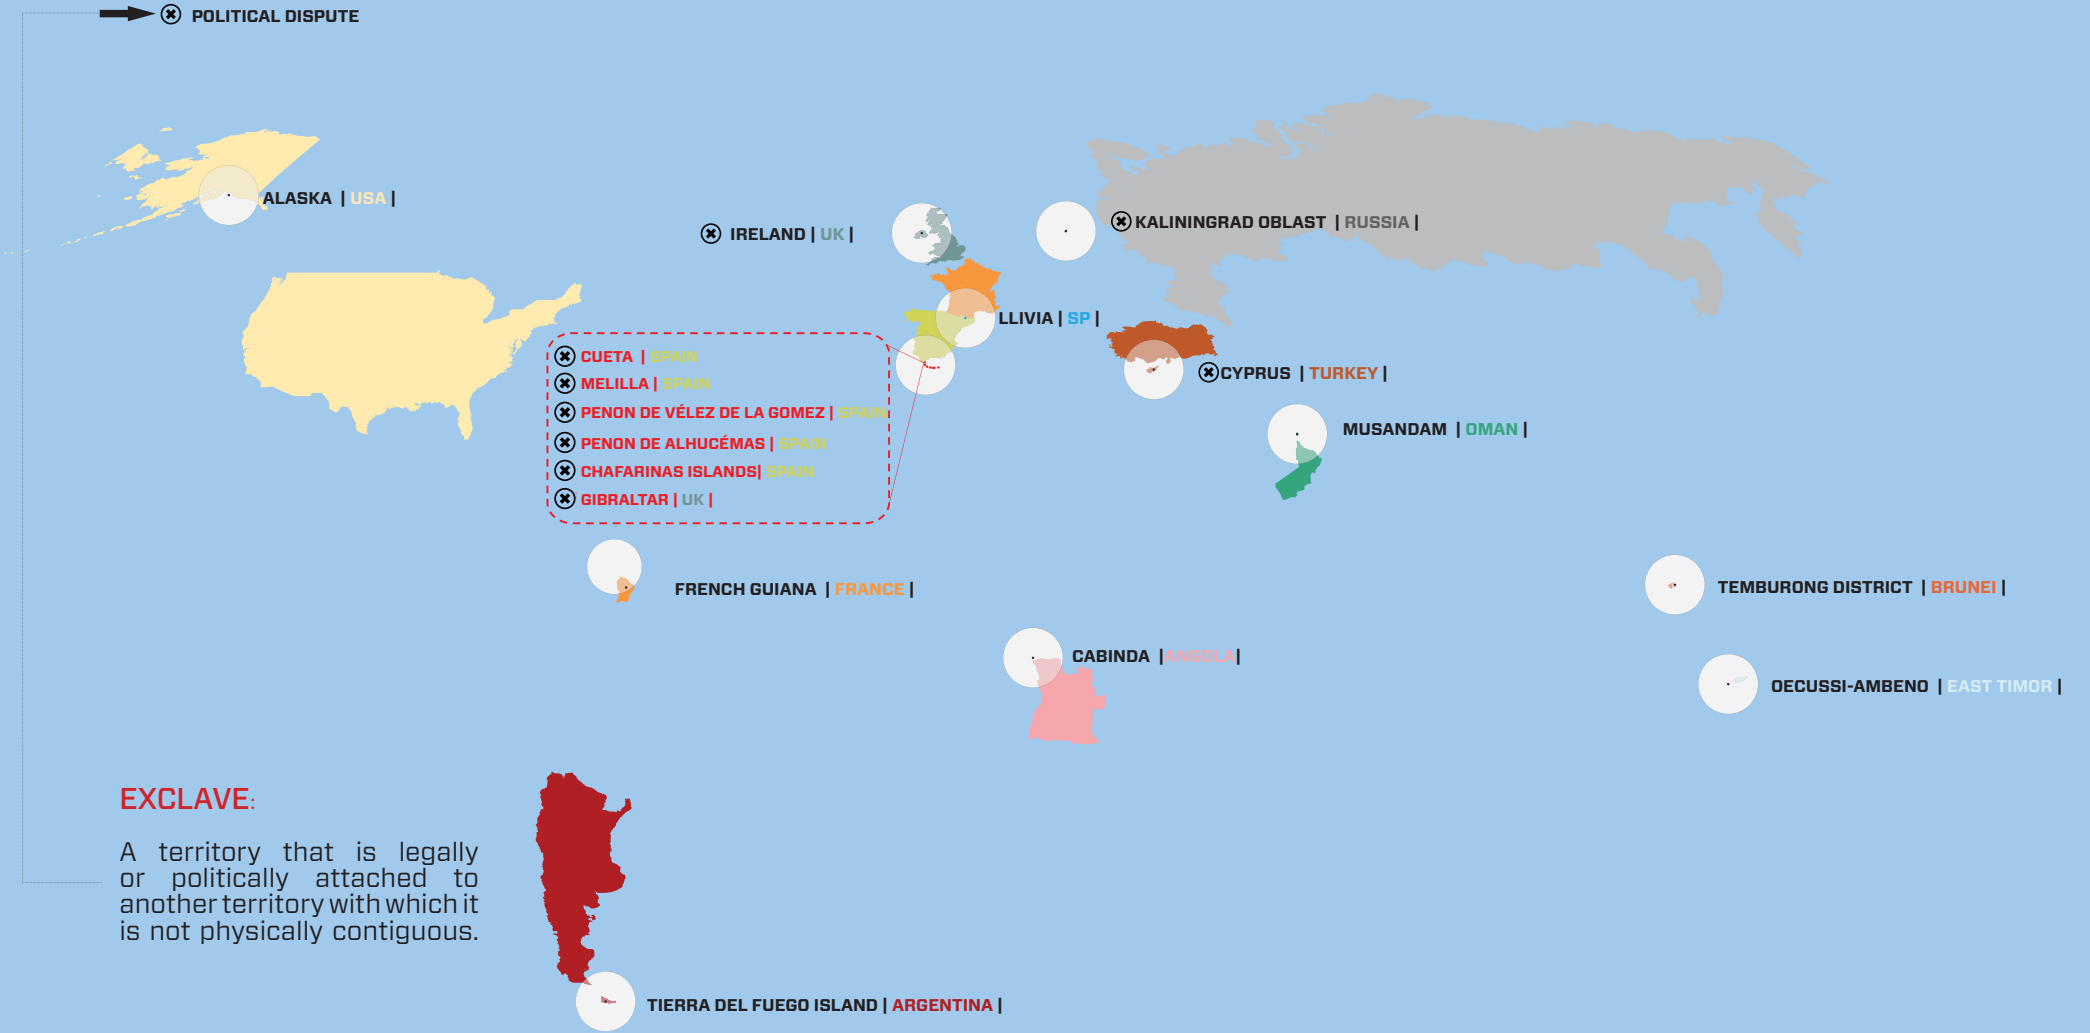 POLITICAL DISPUTE
ALASKA | USA |
IRELAND | UK |
KALININGRAD OBLAST | RUSSIA |
LLIVIA | SP |
CUETA | SPAIN
MELILLA | SPAIN
PENON DE VÉLEZ DE LA GOMEZ | SPAIN
PENON DE ALHUCÉMAS | SPAIN
CHAFARINAS ISLANDS| SPAIN
GIBRALTAR | UK |
CYPRUS | TURKEY |
MUSANDAM | OMAN |
FRENCH GUIANA | FRANCE |
TEMBURONG DISTRICT | BRUNEI |
CABINDA |ANGOLA|
OECUSSI-AMBENO | EAST TIMOR |
EXCLAVE:
A territory that is legally
or politically attached to
another territory with which it
is not physically contiguous.
TIERRA DEL FUEGO ISLAND | ARGENTINA |